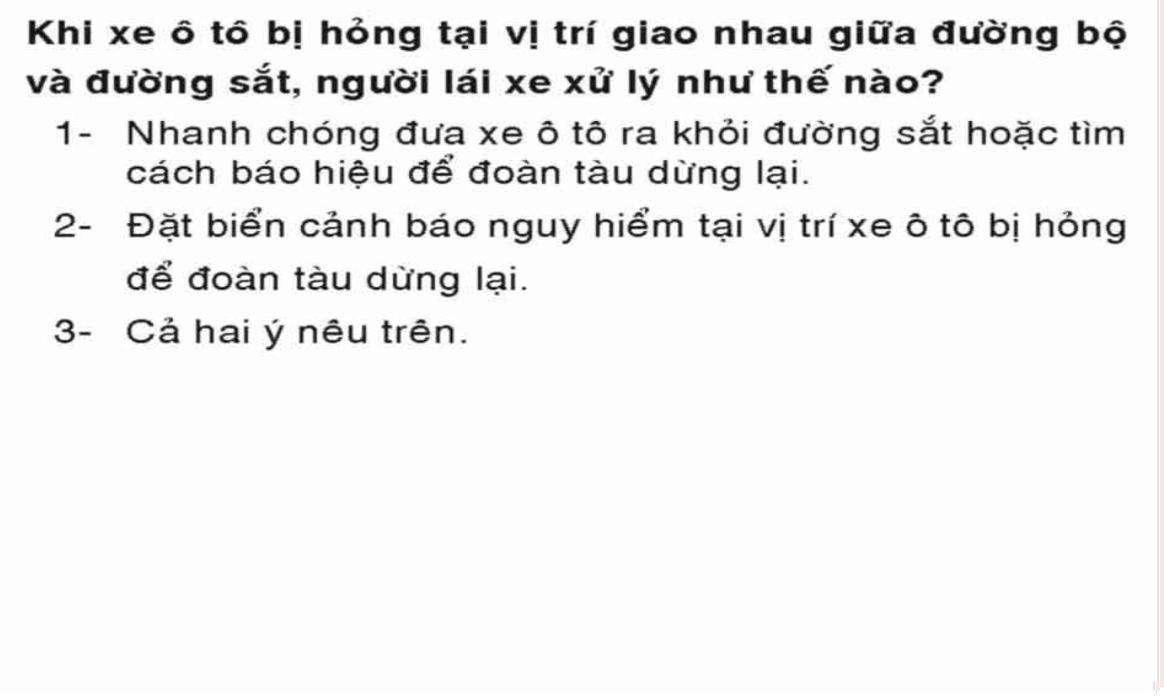 Khi xe ô tô bị hỏng tại vị trí giao nhau giữa đường bộ
và đường sắt, người lái xe xử lý như thế nào?
1- Nhanh chóng đưa xe ô tô ra khỏi đường sắt hoặc tìm
cách báo hiệu để đoàn tàu dừng lại.
2- Đặt biển cảnh báo nguy hiểm tại vị trí xe ô tô bị hỏng
để đoàn tàu dừng lại.
3- Cả hai ý nêu trên.